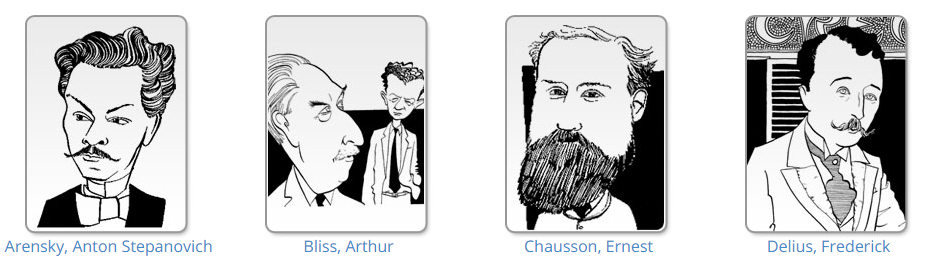 Arensky, Anton Stepanovich
Bliss, Arthur
Chausson, Ernest
Delius, Frederick